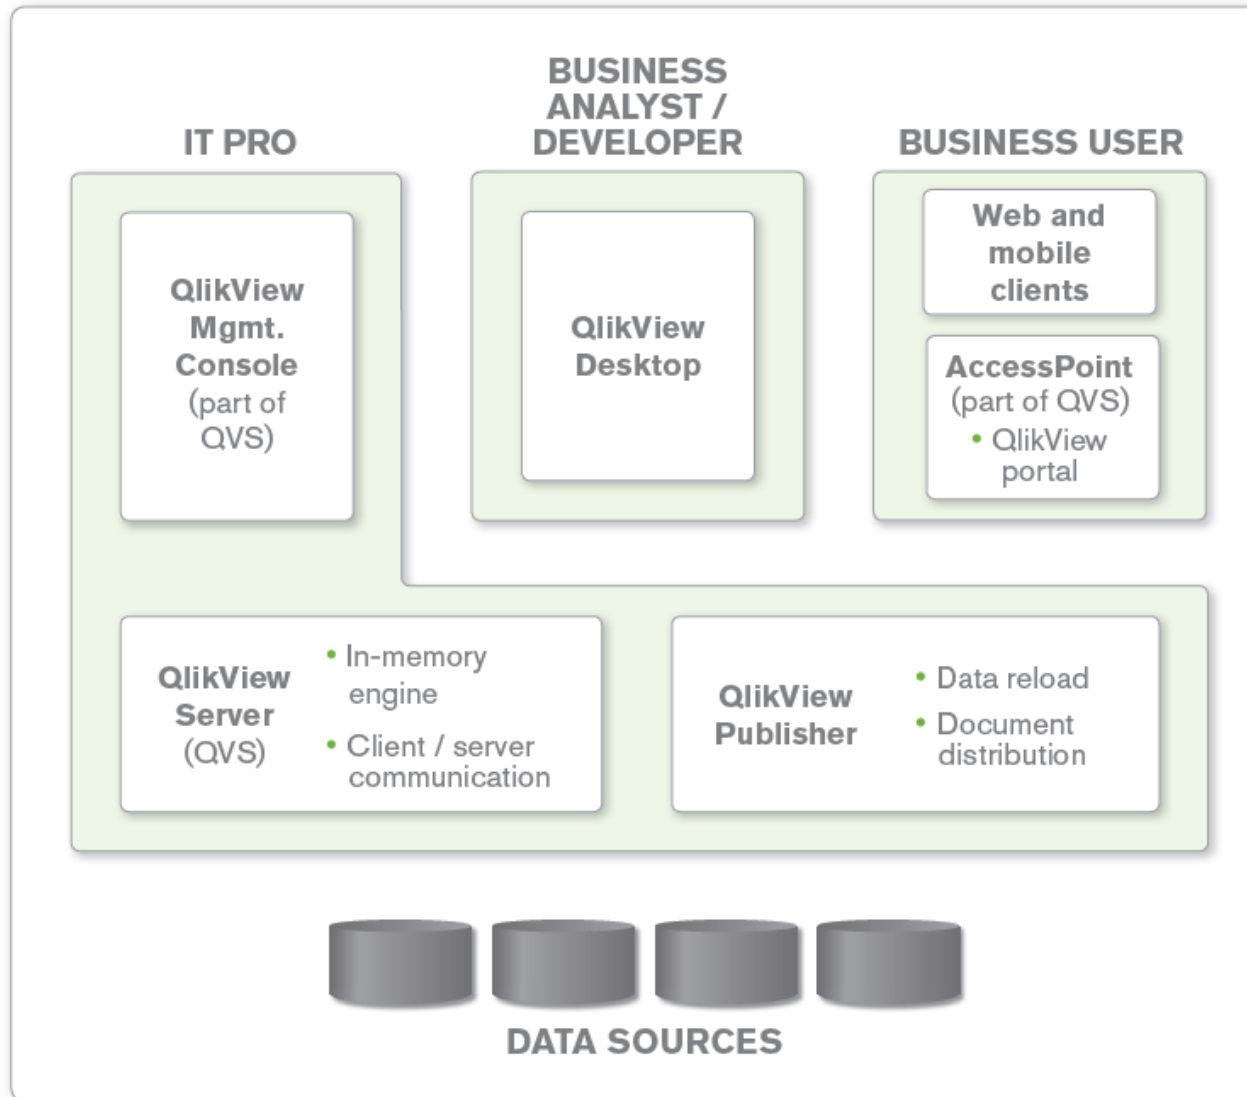 IT PRO
BUSINESS
ANALYST /
DEVELOPER
BUSINESS USER
QlikView
Mgmt.
Console
(part of
QVS)
QlikView
Desktop
Web and
mobile
clients
AccessPoint
(part of QVS)
• QlikView
portal
QlikView
Server
(QVS)
• In-memory
engine
• Client / server
communication
QlikView
Publisher
• Data reload
• Document
distribution
DATA SOURCES